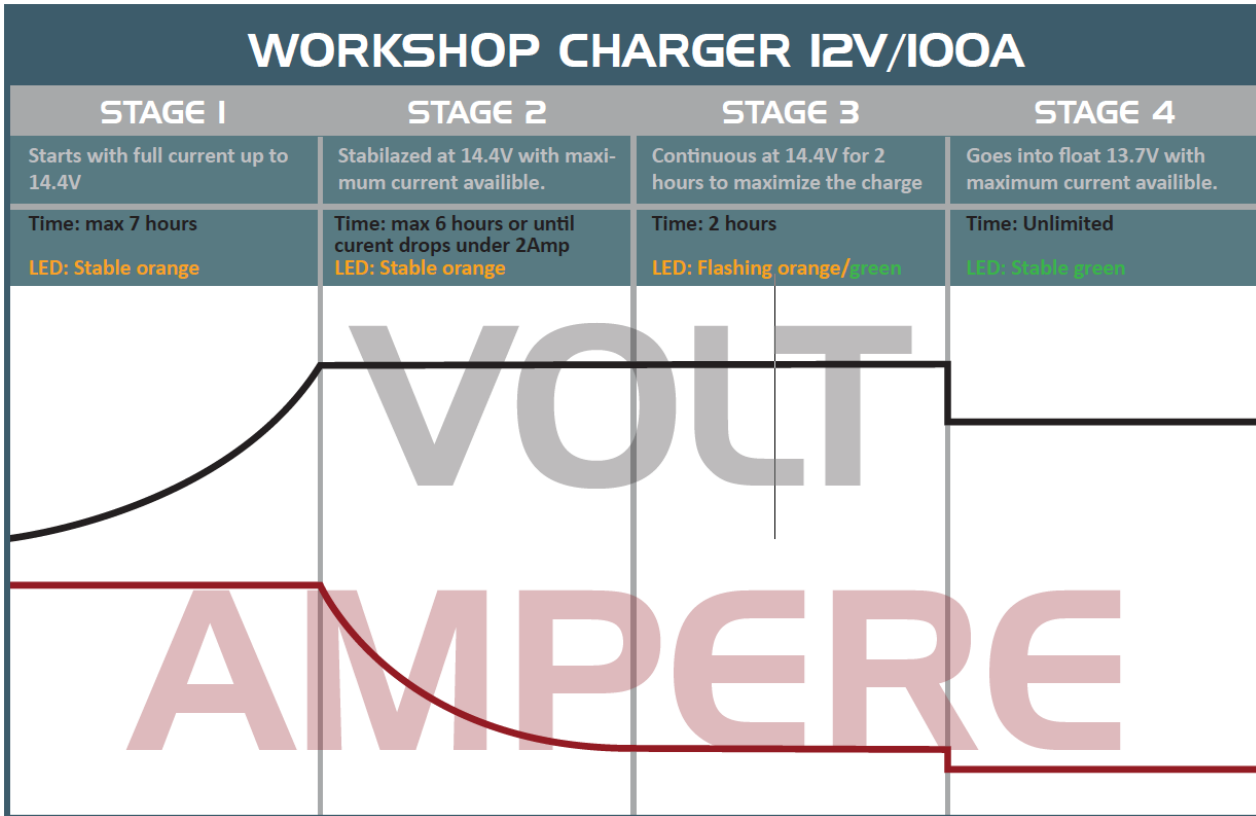 WORKSHOP CHARGER 12V/100A
STAGE 1
STAGE 2
STAGE 3
STAGE 4
Starts with full current up to
14.4V
Stabilazed at 14.4V with maxi-
mum current availible.
Continuous at 14.4V for 2
hours to maximize the charge
Goes into float 13.7V with
maximum current availible.
Time: max 7 hours
LED: Stable orange
Time: max 6 hours or until
curent drops under 2Amp
LED: Stable orange
Time: 2 hours
LED: Flashing orange/green
Time: Unlimited
LED: Stable green
VOLT
AMPERE